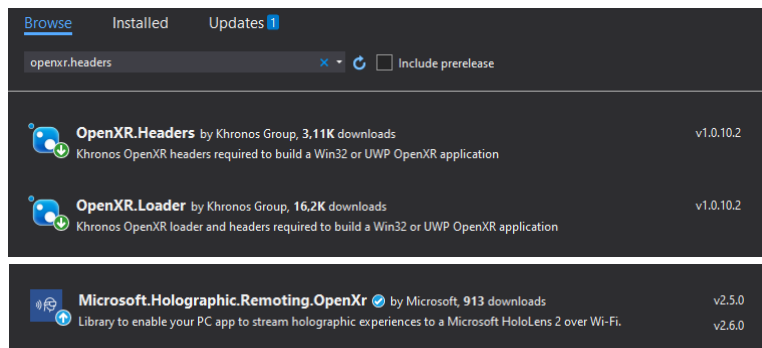 Browse Installed Updates 1
openxr.headers Include prerelease
OpenXR.Headers by Khronos Group, 3,11K downloads v1.0.10.2
Khronos OpenXR headers required to build a Win32 or UWP OpenXR application
OpenXR.Loader by Khronos Group, 16,2K downloads v1.0.10.2
Khronos OpenXR loader and headers required to build a Win32 or UWP OpenXR application
Microsoft.Holographic.Remoting.OpenXr by Microsoft, 913 downloads v2.5.0
Library to enable your PC app to stream holographic experiences to a Microsoft HoloLens 2 over Wi-Fi. v2.6.0